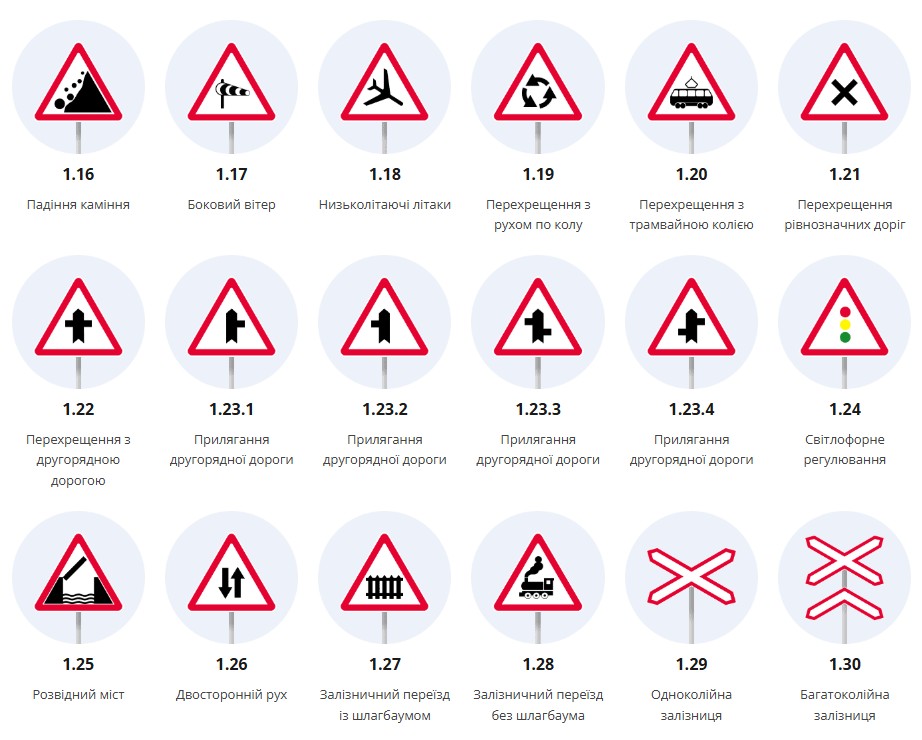 1.16 1.17 1.18 1.19 1.20 1.21
Падіння каміння Боковий вітер Низьколітаючі літаки Перехрещення з Перехрещення з Перехрещення
рухом по колу трамвайною колією рівнозначних доріг
1.22 1.23.1 1.23.2 1.23.3 1.23.4 1.24
Перехрещення з Прилягання Прилягання Прилягання Прилягання Світлофорне
другорядною другорядної дороги другорядної дороги другорядної дороги другорядної дороги регулювання
дорогою
1.25 1.26 1.27 1.28 1.29 1.30
Розвідний міст Двосторонній рух Залізничний переїзд Залізничний переїзд Одноколійна Багатоколійна
із шлагбаумом без шлагбаума залізниця залізниця